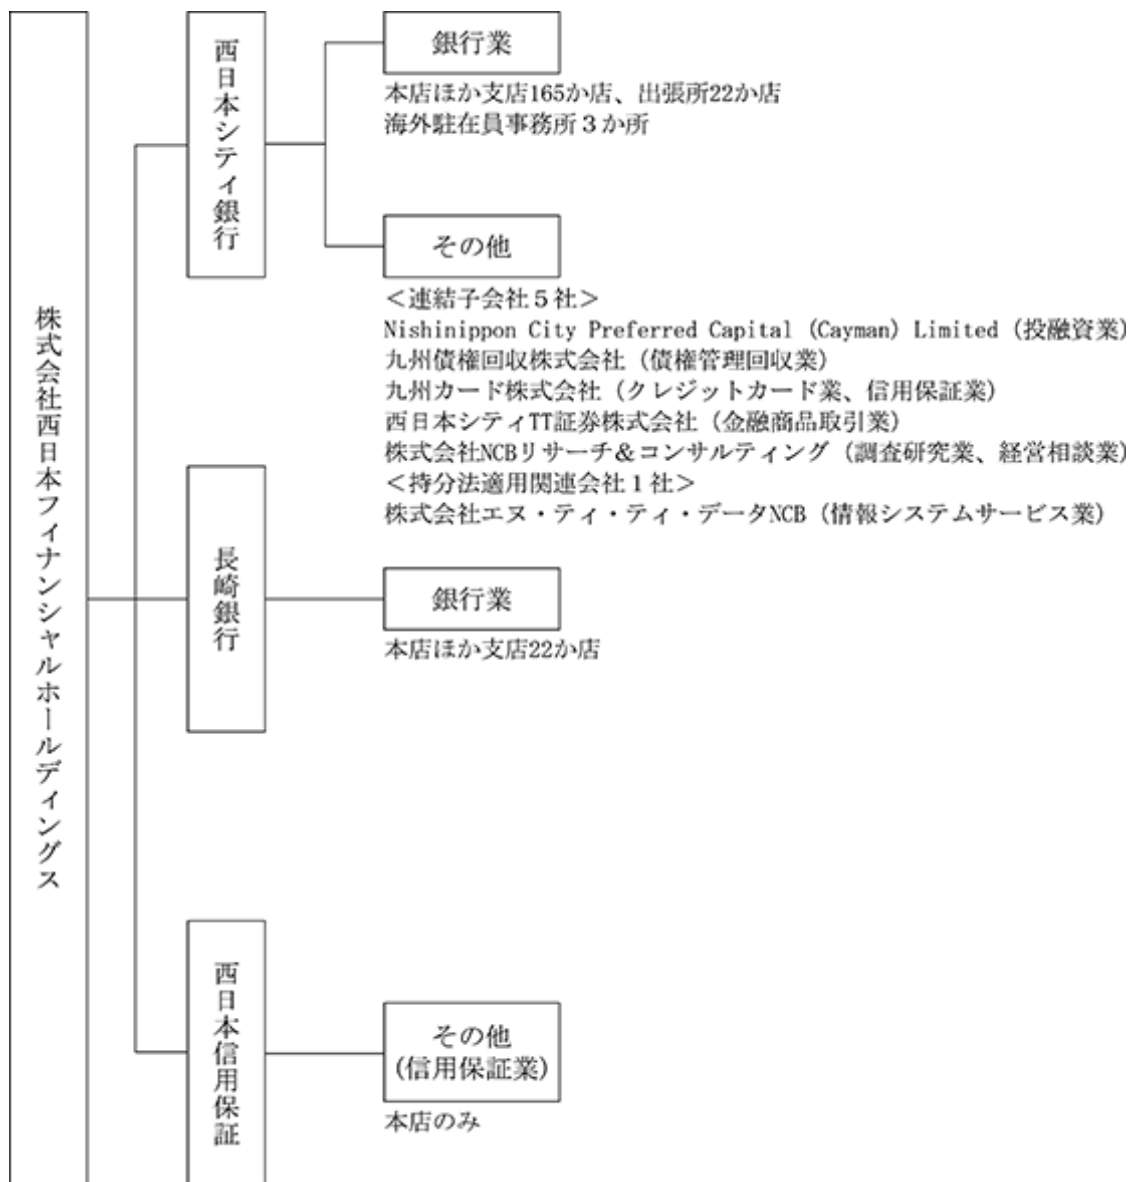 株式会社西日本フィナンシャルホールディングス
西日本シティ銀行
銀行業
本店ほか支店165か店、出張所22か店
海外駐在員事務所３か所
その他
＜連結子会社５社＞
Nishinippon City Preferred Capital (Cayman) Limited（投融資業）
九州債権回収株式会社（債権管理回収業）
九州カード株式会社（クレジットカード業、信用保証業）
西日本シティTT証券株式会社（金融商品取引業）
株式会社NCBリサーチ＆コンサルティング（調査研究業、経営相談業）
＜持分法適用関連会社１社＞
株式会社エヌ・ティ・ティ・データNCB（情報システムサービス業）
長崎銀行
銀行業
本店ほか支店22か店
西日本信用保証
その他
(信用保証業)
本店のみ